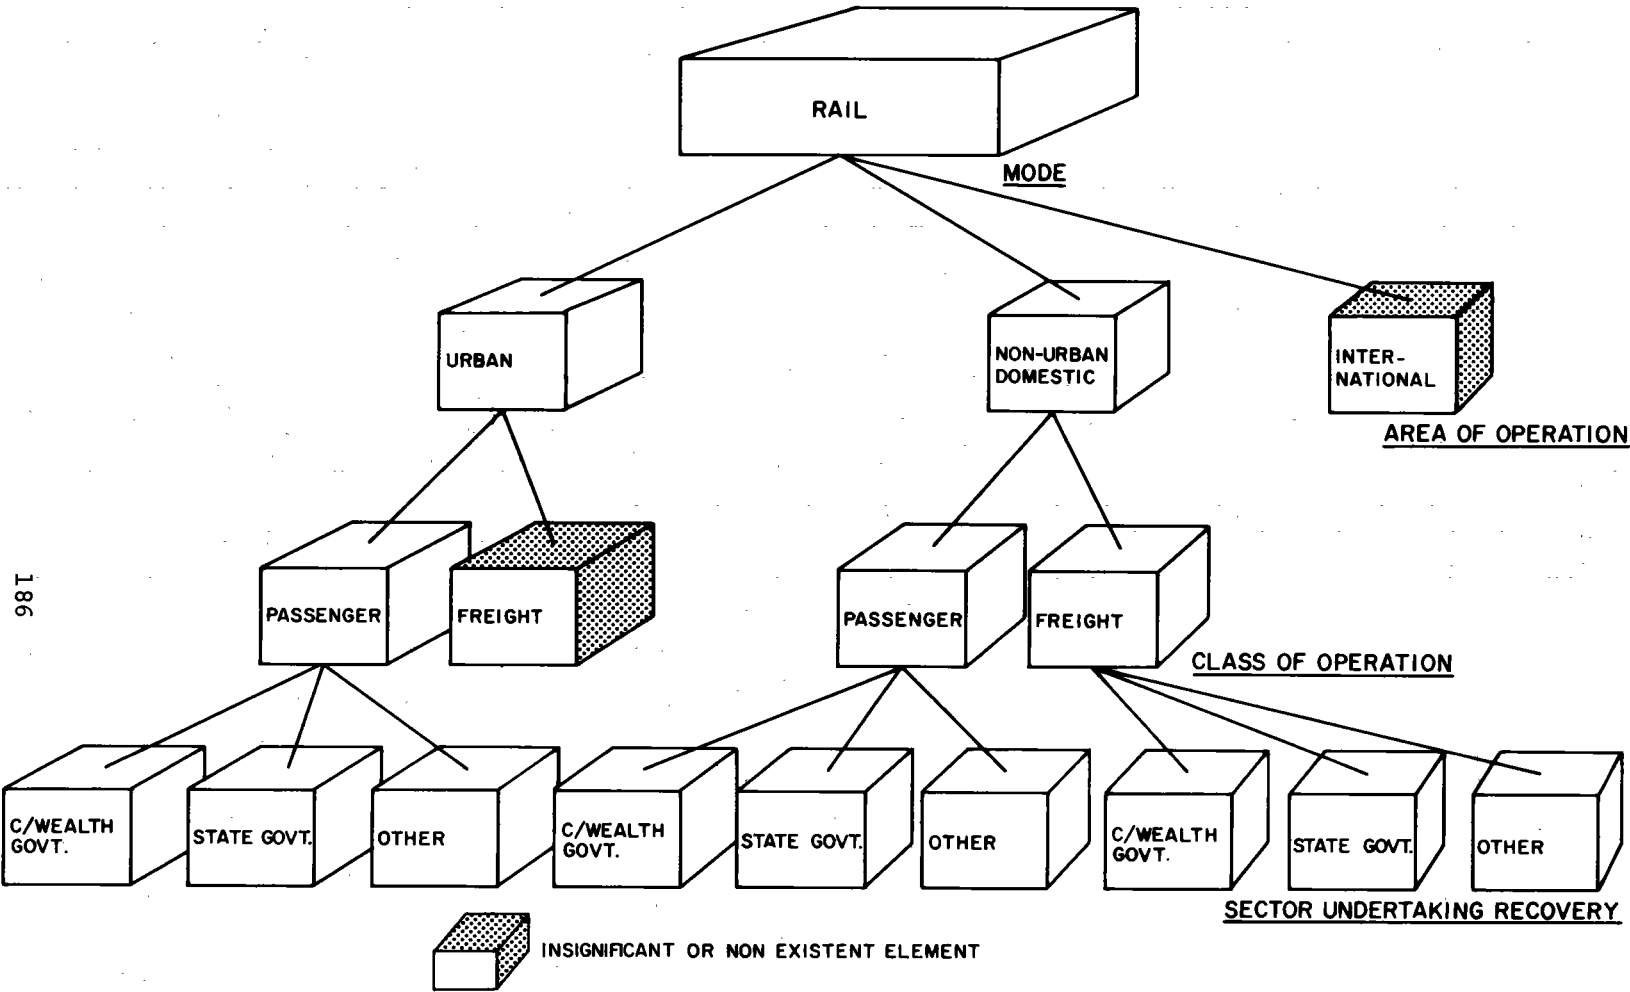 RAIL
MODE
URBAN
NON-URBAN
DOMESTIC
INTER-
NATIONAL
AREA OF OPERATION
PASSENGER
FREIGHT
PASSENGER
FREIGHT
CLASS OF OPERATION
186
C/WEALTH
GOVT.
STATE GOVT.
OTHER
C/WEALTH
GOVT.
STATE GOVT.
OTHER
C/WEALTH
GOVT.
STATE GOVT.
OTHER
SECTOR UNDERTAKING RECOVERY
INSIGNIFICANT OR NON EXISTENT ELEMENT